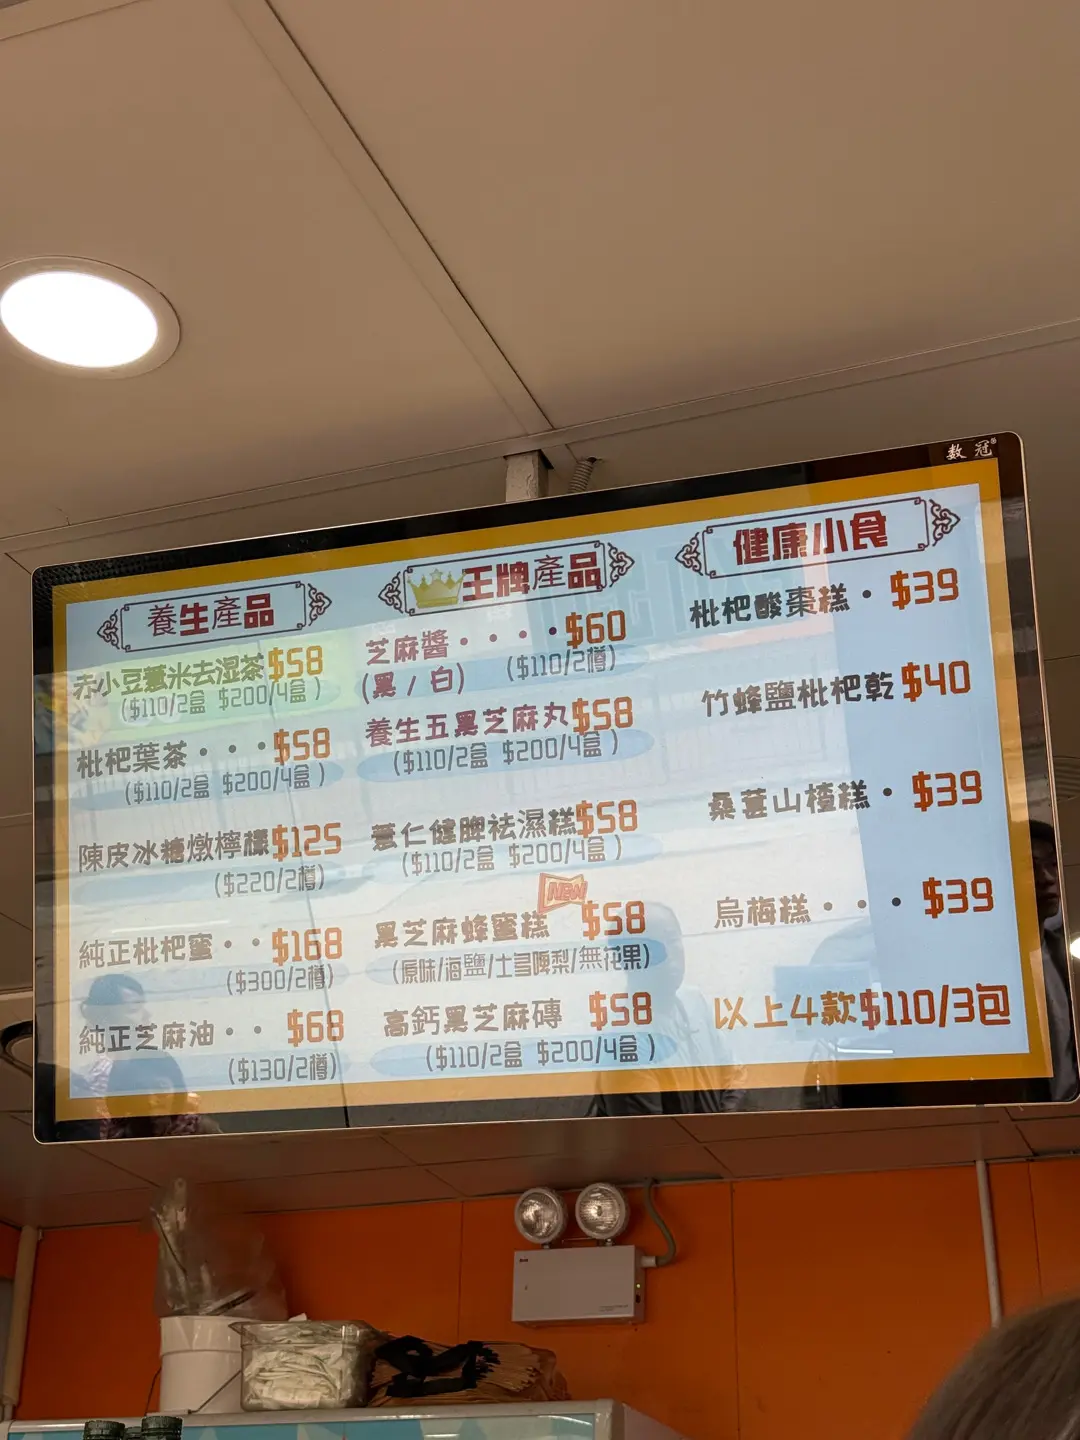 数冠
養生產品
赤小豆薏米去湿茶$58
($110/2盒 $200/4盒)
枇杷葉茶・・・$58
($110/2盒 $200/4盒)
陳皮冰糖燉檸檬$125
($220/2樽)
純正枇杷蜜・・$168
($300/2樽)
純正芝麻油・・$68
($130/2樽)
王牌產品
芝麻醬・・・・$60
(黑/白) ($110/2樽)
養生五黑芝麻丸$58
($110/2盒 $200/4盒)
薏仁健脾祛濕糕$58
($110/2盒 $200/4盒)
NEW
黑芝麻蜂蜜糕 $58
(原味/海鹽/士多啤梨/無花果)
高鈣黑芝麻磚 $58
($110/2盒 $200/4盒)
健康小食
枇杷酸棗糕・$39
竹蜂鹽枇杷乾$40
桑葚山楂糕・$39
烏梅糕・・・$39
以上4款$110/3包